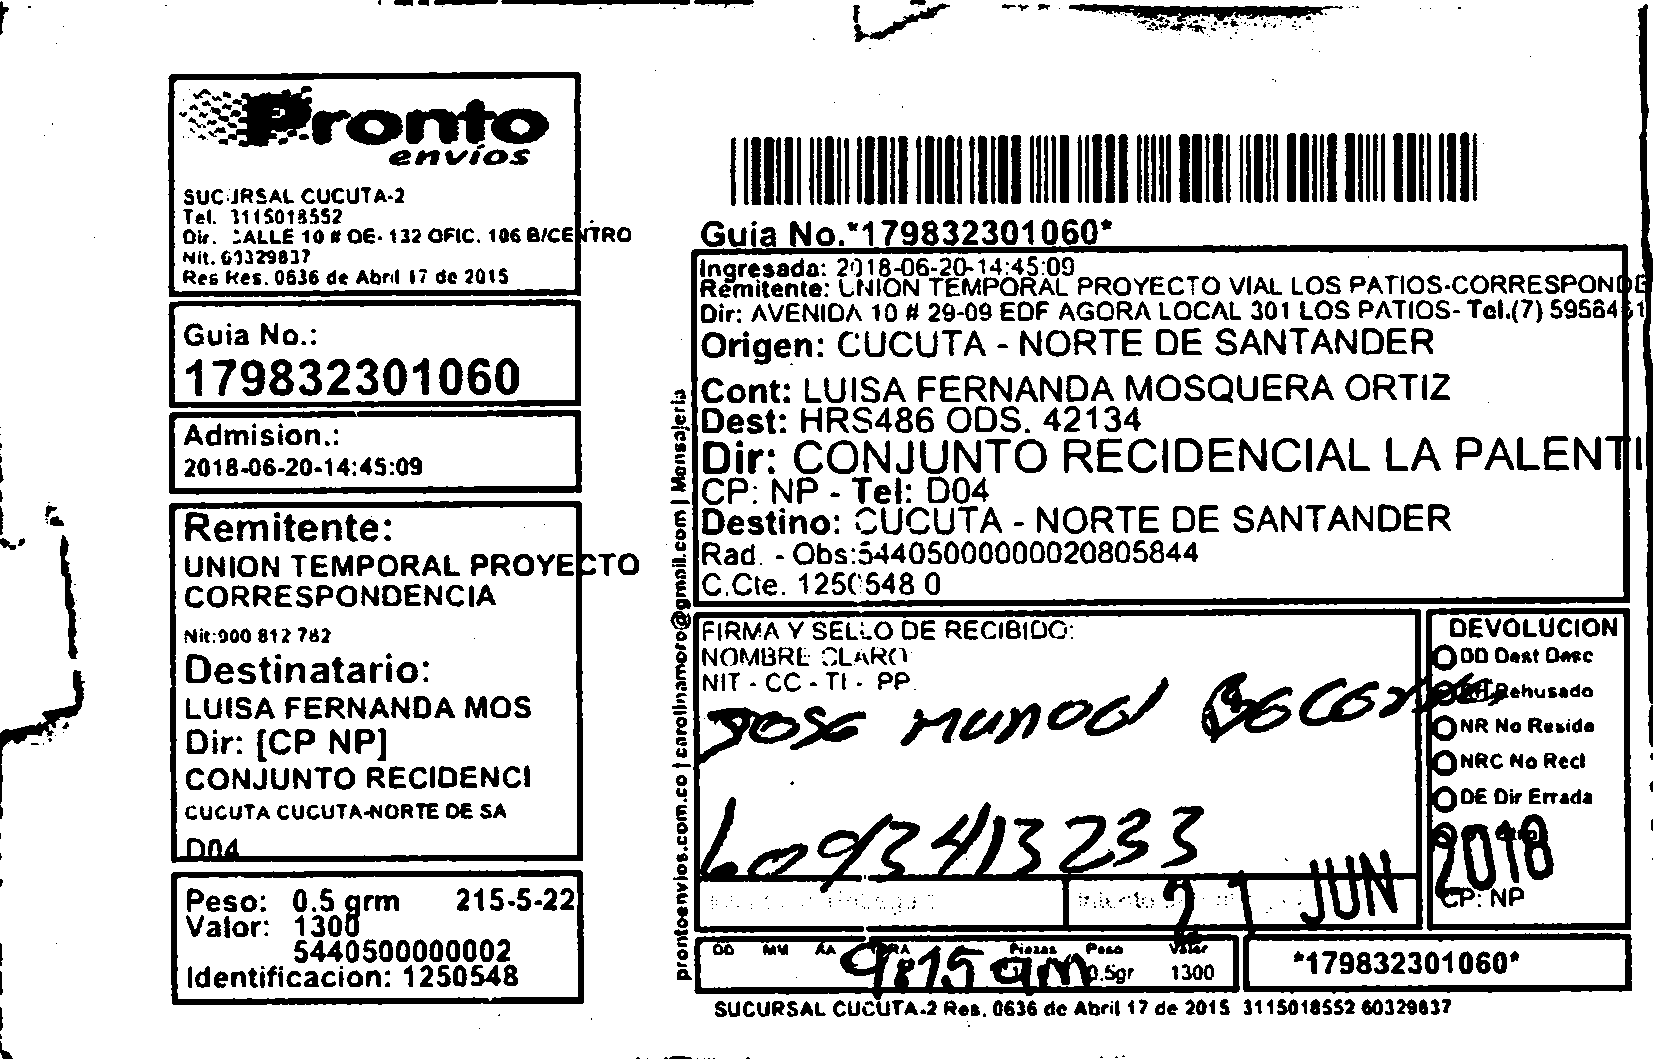 Pronto
envíos
SUCURSAL CUCUTA-2
Tel. 3115018552
Dir. CALLE 10 # OE- 132 OFIC. 106 B/CENTRO
Nit. 60329837
Res Res. 0636 de Abril 17 de 2015
Guia No.:
179832301060
Admision.:
2018-06-20-14:45:09
Remitente:
UNION TEMPORAL PROYECTO
CORRESPONDENCIA
Nit:900 812 782
Destinatario:
LUISA FERNANDA MOS
Dir: [CP NP]
CONJUNTO RECIDENCI
CUCUTA CUCUTA-NORTE DE SA
D04
Peso: 0.5 grm 215-5-22
Valor: 1300
5440500000002
Identificacion: 1250548
prontoenvios.com.co | carolinamoro@gmail.com | Mensajeria
Guia No.*179832301060*
Ingresada: 2018-06-20-14:45:09
Remitente: UNION TEMPORAL PROYECTO VIAL LOS PATIOS-CORRESPONDE
Dir: AVENIDA 10 # 29-09 EDF AGORA LOCAL 301 LOS PATIOS- Tel.(7)
Origen: CUCUTA - NORTE DE SANTANDER
Cont: LUISA FERNANDA MOSQUERA ORTIZ
Dest: HRS486 ODS. 42134
Dir: CONJUNTO RECIDENCIAL LA PALENTI
CP: NP - Tel: D04
Destino: CUCUTA - NORTE DE SANTANDER
Rad. - Obs:54405000000020805844
C.Cte. 1250548 0
FIRMA Y SELLO DE RECIBIDO:
NOMBRE CLARO
NIT - CC - TI - PP.
JOSE MUÑOZ
1093413233
21 JUN 2018
DEVOLUCION
DD Dest Desc
Rehusado
NR No Reside
NRC No Recl
DE Dir Errada
CP: NP
DD MM AA Piezas Peso Valor
9:15 am 0.5gr 1300
*179832301060*
SUCURSAL CUCUTA-2 Res. 0636 de Abril 17 de 2015 3115018552 60329837